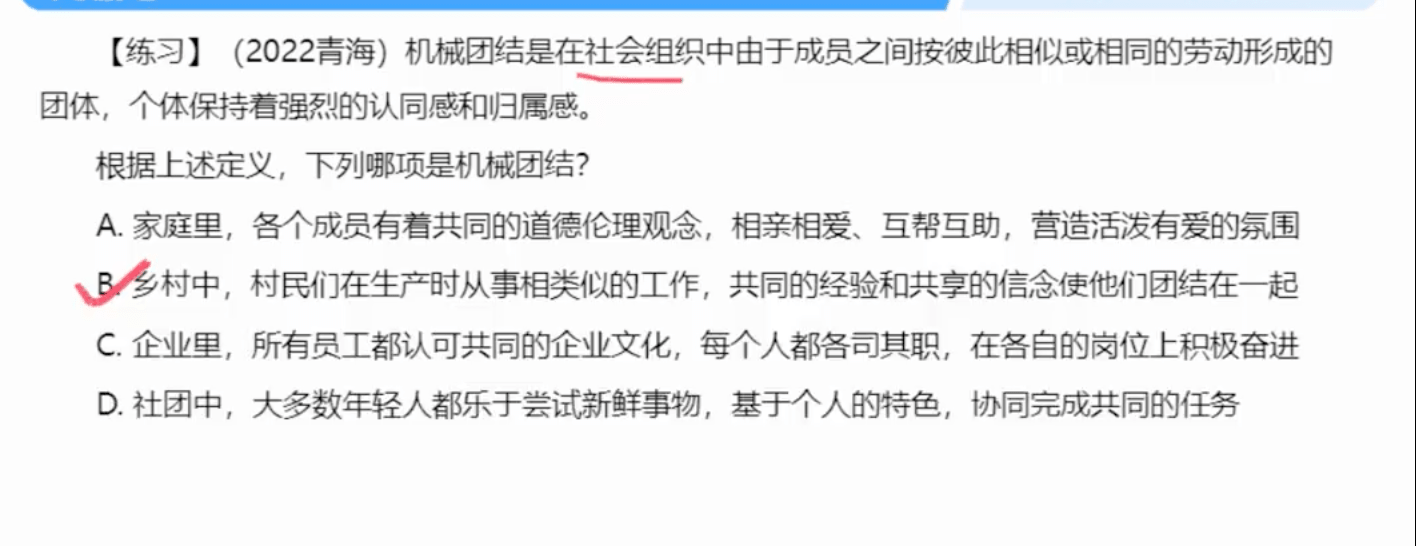 【练习】（2022青海）机械团结是在社会组织中由于成员之间按彼此相似或相同的劳动形成的
团体，个体保持着强烈的认同感和归属感。
根据上述定义，下列哪项是机械团结？
A. 家庭里，各个成员有着共同的道德伦理观念，相亲相爱、互帮互助，营造活泼有爱的氛围
B. 乡村中，村民们在生产时从事相类似的工作，共同的经验和共享的信念使他们团结在一起
C. 企业里，所有员工都认可共同的企业文化，每个人都各司其职，在各自的岗位上积极奋进
D. 社团中，大多数年轻人都乐于尝试新鲜事物，基于个人的特色，协同完成共同的任务